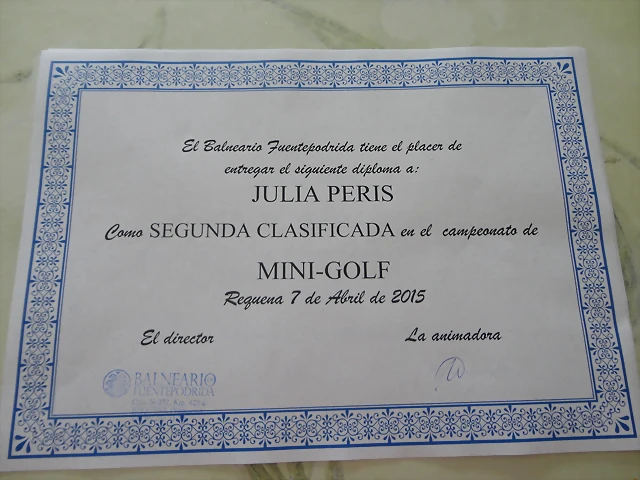 El Balneario Fuentepodrida tiene el placer de
entregar el siguiente diploma a:
JULIA PERIS
Como SEGUNDA CLASIFICADA en el campeonato de
MINI-GOLF
Requena 7 de Abril de 2015
El director
La animadora
BALNEARIO
FUENTEPODRIDA